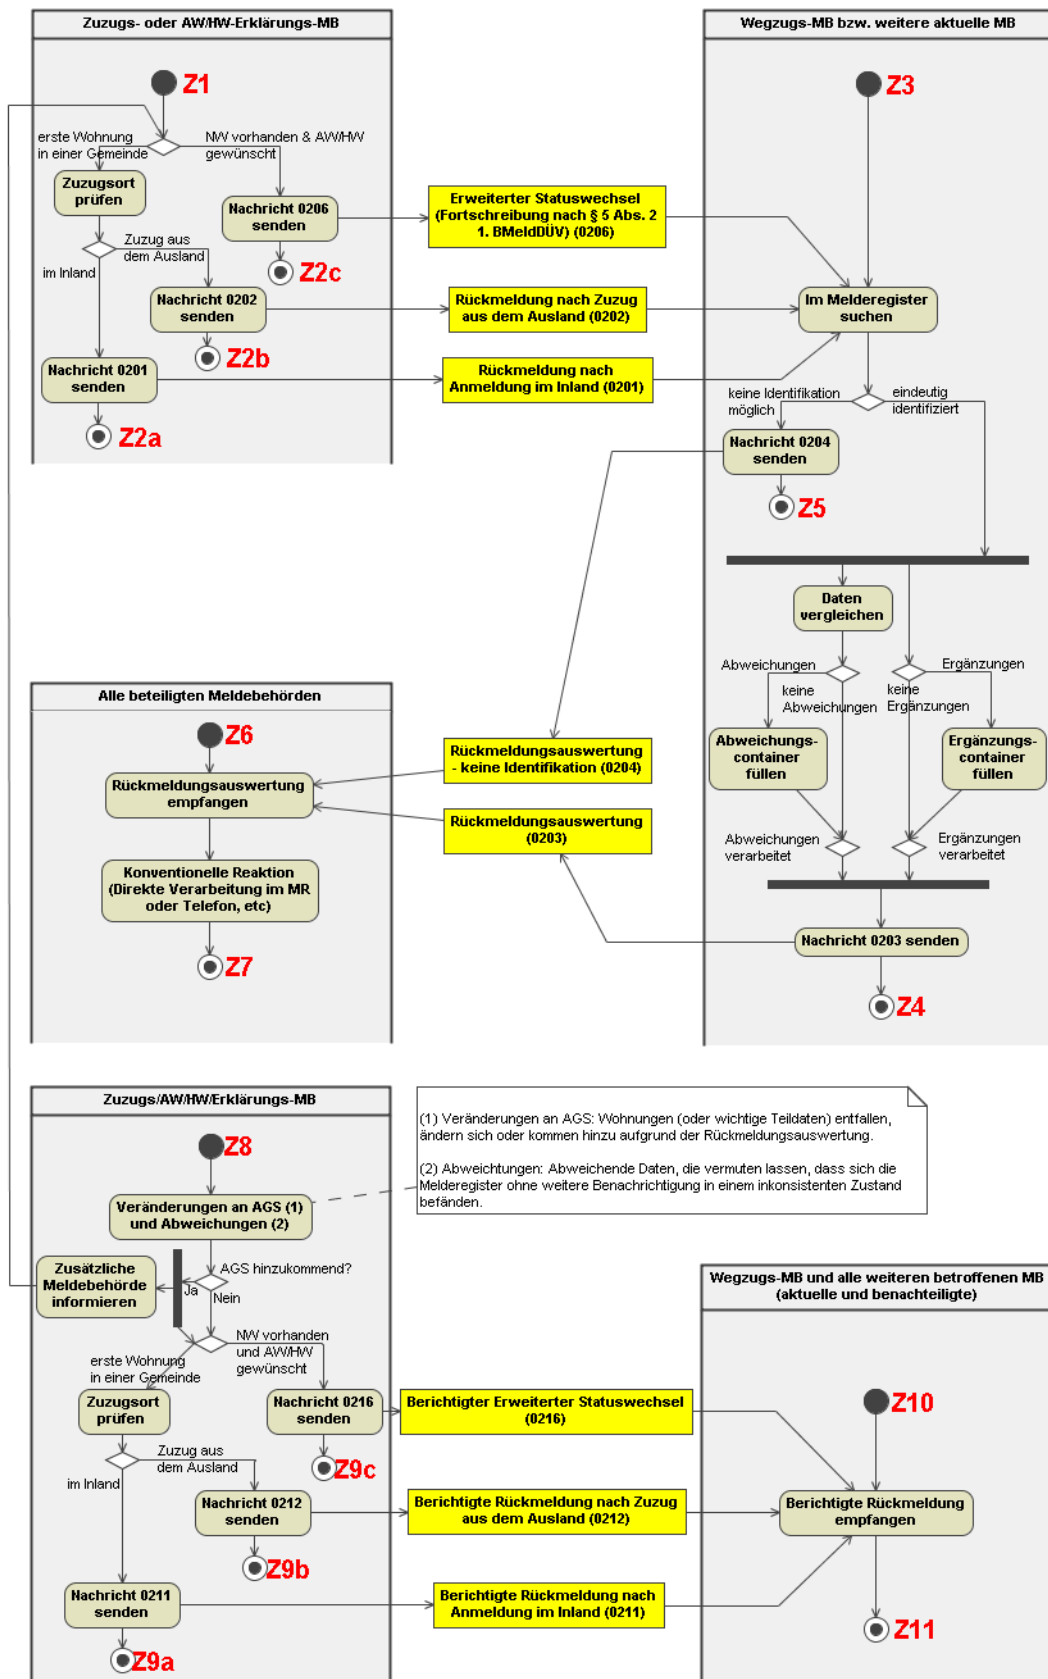 Zuzugs- oder AW/HW-Erklärungs-MB
Z1
erste Wohnung
in einer Gemeinde
NW vorhanden & AW/HW
gewünscht
Zuzugsort
prüfen
Nachricht 0206
senden
Zuzug aus
dem Ausland
im Inland
Z2c
Nachricht 0202
senden
Z2b
Nachricht 0201
senden
Z2a
Erweiterter Statuswechsel
(Fortschreibung nach § 5 Abs. 2
1. BMeldDÜV) (0206)
Rückmeldung nach Zuzug
aus dem Ausland (0202)
Rückmeldung nach
Anmeldung im Inland (0201)
Wegzugs-MB bzw. weitere aktuelle MB
Z3
Im Melderegister
suchen
keine Identifikation
möglich
eindeutig
identifiziert
Nachricht 0204
senden
Z5
Daten
vergleichen
Abweichungen
keine
Abweichungen
keine
Ergänzungen
Ergänzungen
Abweichungs-
container
füllen
Ergänzungs-
container
füllen
Abweichungen
verarbeitet
Ergänzungen
verarbeitet
Nachricht 0203 senden
Z4
Alle beteiligten Meldebehörden
Z6
Rückmeldungsauswertung
empfangen
Konventionelle Reaktion
(Direkte Verarbeitung im MR
oder Telefon, etc)
Z7
Rückmeldungsauswertung
- keine Identifikation (0204)
Rückmeldungsauswertung
(0203)
Zuzugs/AW/HW/Erklärungs-MB
Z8
Veränderungen an AGS (1)
und Abweichungen (2)
(1) Veränderungen an AGS: Wohnungen (oder wichtige Teildaten) entfallen,
ändern sich oder kommen hinzu aufgrund der Rückmeldungsauswertung.
(2) Abweichtungen: Abweichende Daten, die vermuten lassen, dass sich die
Melderegister ohne weitere Benachrichtigung in einem inkonsistenten Zustand
befänden.
Zusätzliche
Meldebehörde
informieren
AGS hinzukommend?
Ja
Nein
NW vorhanden
und AW/HW
gewünscht
erste Wohnung
in einer Gemeinde
Zuzugsort
prüfen
Nachricht 0216
senden
Zuzug aus
dem Ausland
im Inland
Z9c
Nachricht 0212
senden
Z9b
Nachricht 0211
senden
Z9a
Berichtigter Erweiterter Statuswechsel
(0216)
Berichtigte Rückmeldung nach Zuzug
aus dem Ausland (0212)
Berichtigte Rückmeldung nach
Anmeldung im Inland (0211)
Wegzugs-MB und alle weiteren betroffenen MB
(aktuelle und benachteiligte)
Z10
Berichtigte Rückmeldung
empfangen
Z11